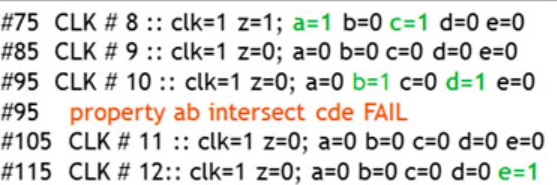 #75 CLK # 8 :: clk=1 z=1; a=1 b=0 c=1 d=0 e=0
#85 CLK # 9 :: clk=1 z=0; a=0 b=0 c=0 d=0 e=0
#95 CLK # 10 :: clk=1 z=0; a=0 b=1 c=0 d=1 e=0
#95 property ab intersect cde FAIL
#105 CLK # 11 :: clk=1 z=0; a=0 b=0 c=0 d=0 e=0
#115 CLK # 12:: clk=1 z=0; a=0 b=0 c=0 d=0 e=1